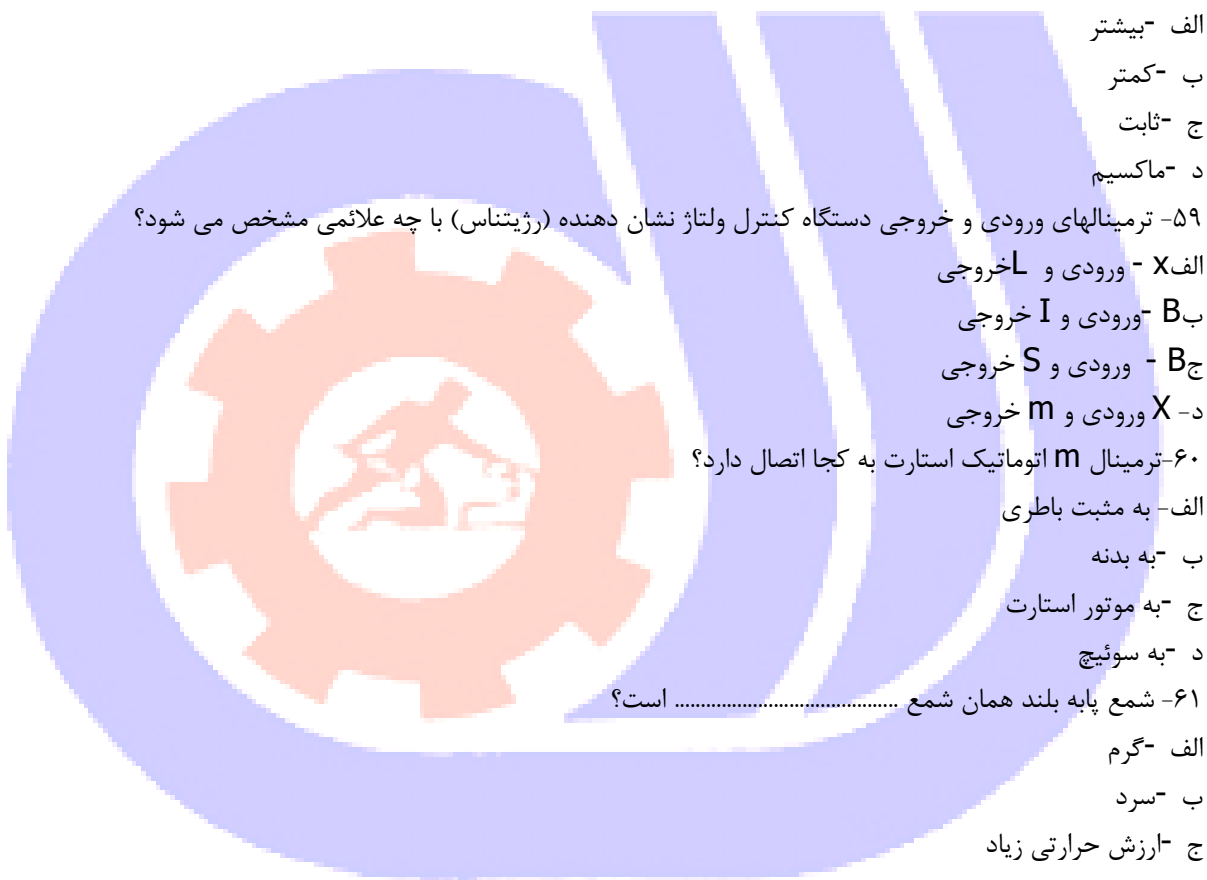 الف -بیشتر
ب -کمتر
ج -ثابت
د -ماکسیم
۵۹- ترمینالهای ورودی و خروجی دستگاه کنترل ولتاژ نشان دهنده (رژیتناس) با چه علائمی مشخص می شود؟
الفx - ورودی و Lخروجی
بB -ورودی و I خروجی
جB - ورودی و S خروجی
د- X ورودی و m خروجی
۶۰-ترمینال m اتوماتیک استارت به کجا اتصال دارد؟
الف- به مثبت باطری
ب -به بدنه
ج -به موتور استارت
د -به سوئیچ
۶۱- شمع پابه بلند همان شمع ........................................... است؟
الف -گرم
ب -سرد
ج -ارزش حرارتی زیاد